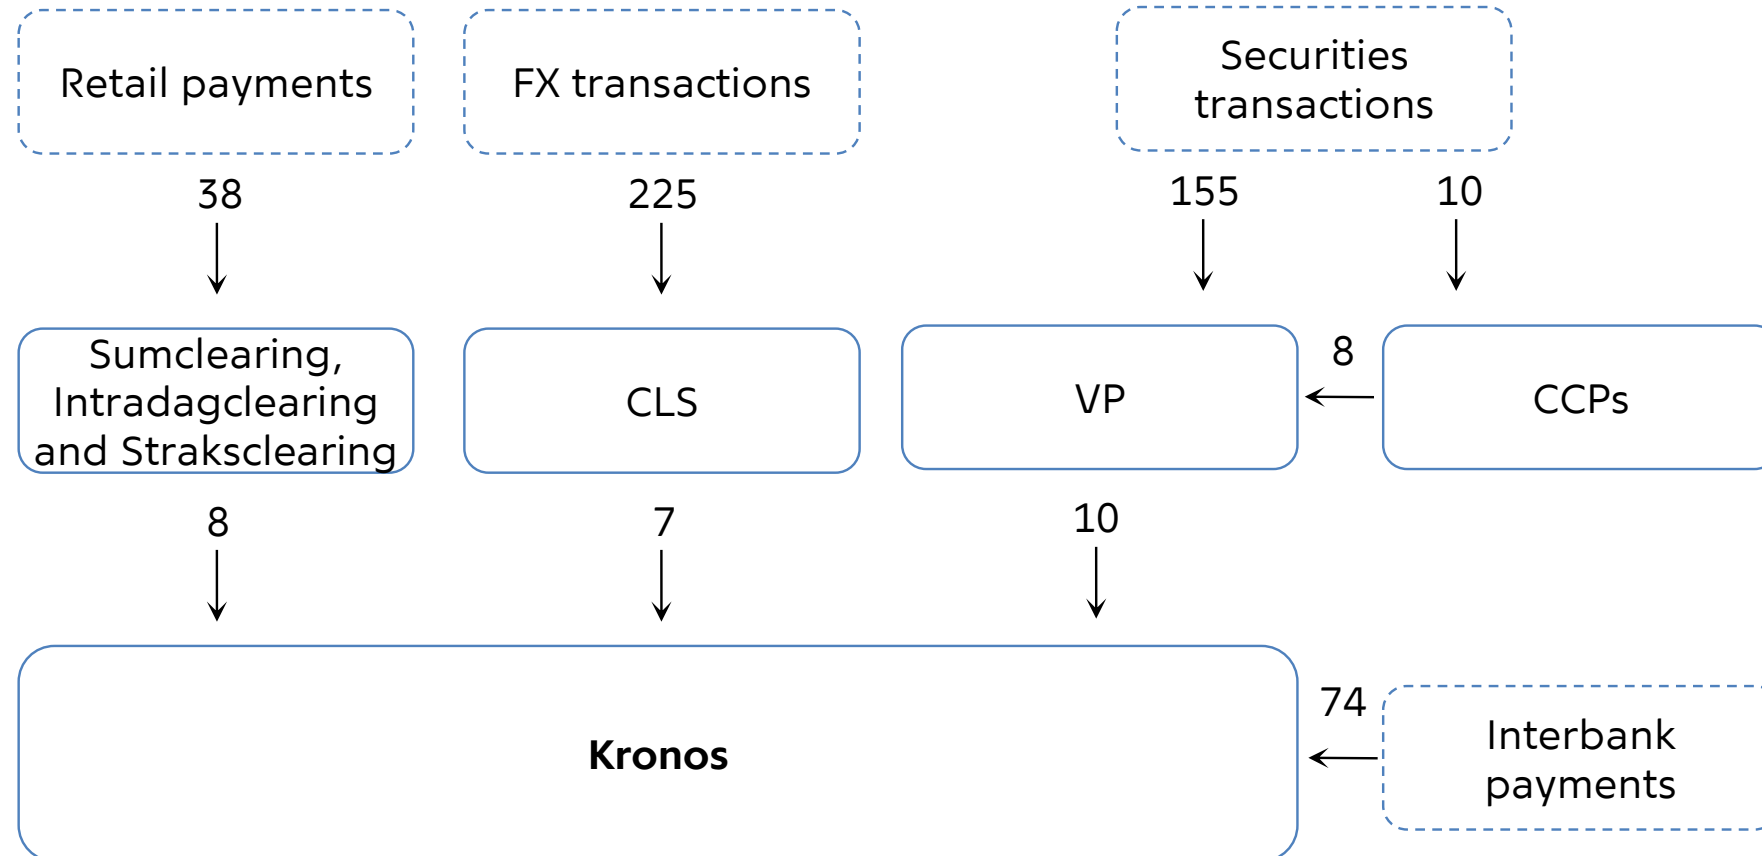 Retail payments
FX transactions
Securities
transactions
38
225
155
10
Sumclearing,
Intradagclearing
and Straksclearing
CLS
VP
8
CCPs
8
7
10
Kronos
74
Interbank
payments